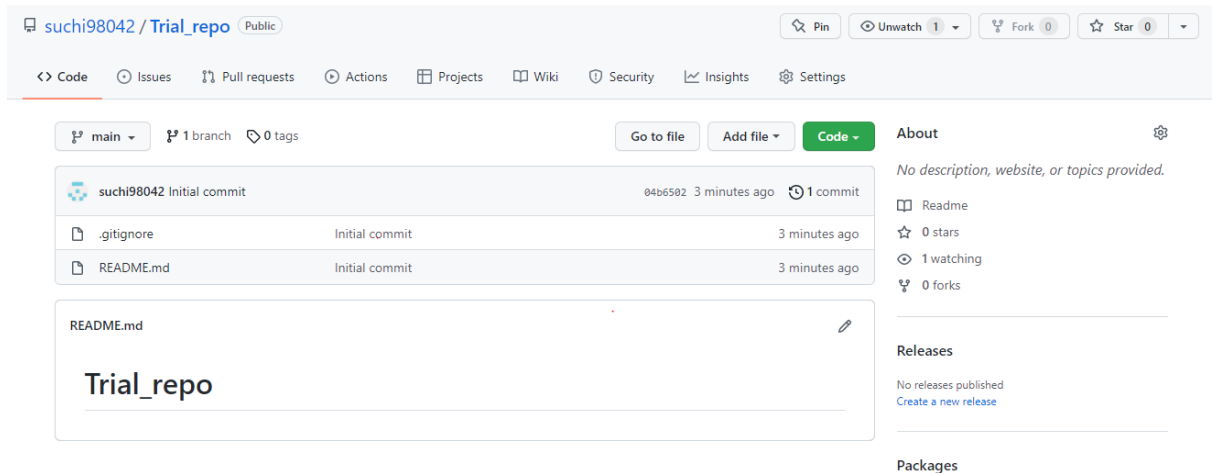 suchi98042 / Trial_repo Public
Pin Unwatch 1 Fork 0 Star 0
<> Code Issues Pull requests Actions Projects Wiki Security Insights Settings
main 1 branch 0 tags Go to file Add file Code
suchi98042 Initial commit 04b6502 3 minutes ago 1 commit
.gitignore Initial commit 3 minutes ago
README.md Initial commit 3 minutes ago
README.md
Trial_repo
About
No description, website, or topics provided.
Readme
0 stars
1 watching
0 forks
Releases
No releases published
Create a new release
Packages